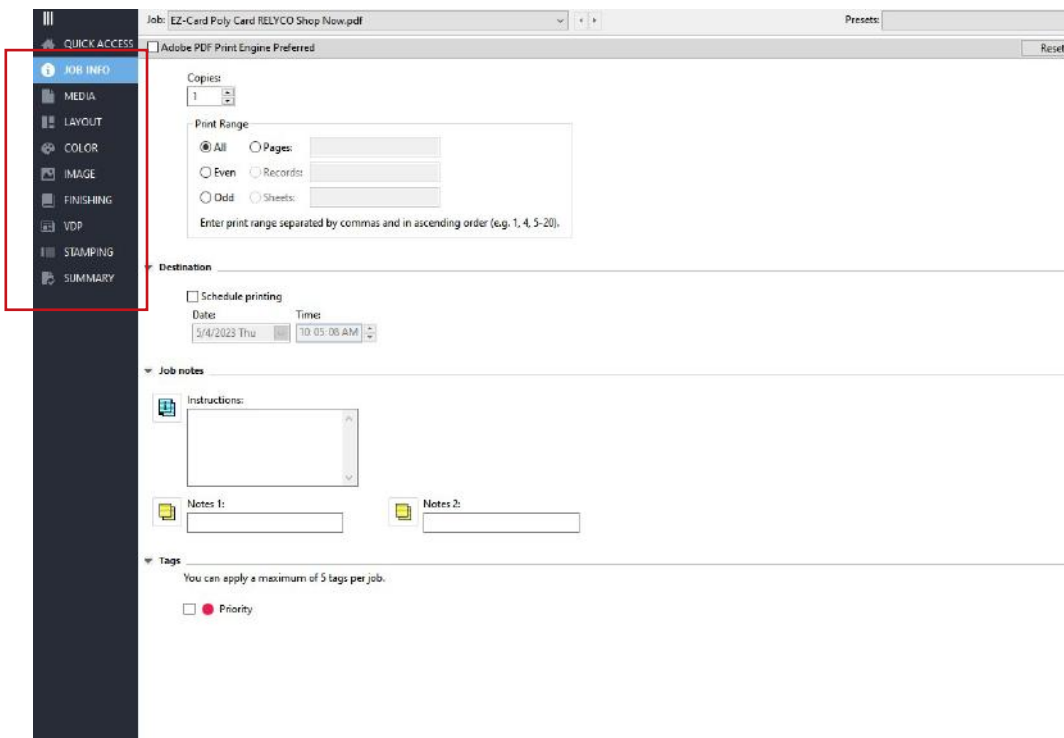 Job: EZ-Card Poly Card RELYCO Shop Now.pdf Presets:
QUICK ACCESS
JOB INFO
MEDIA
LAYOUT
COLOR
IMAGE
FINISHING
VDP
STAMPING
SUMMARY
Adobe PDF Print Engine Preferred Reset
Copies:
1
Print Range
All Pages:
Even Records:
Odd Sheets:
Enter print range separated by commas and in ascending order (e.g. 1, 4, 5-20).
Destination
Schedule printing
Date: Time:
5/4/2023 Thu 10:05:08 AM
Job notes
Instructions:
Notes 1: Notes 2:
Tags
You can apply a maximum of 5 tags per job.
Priority